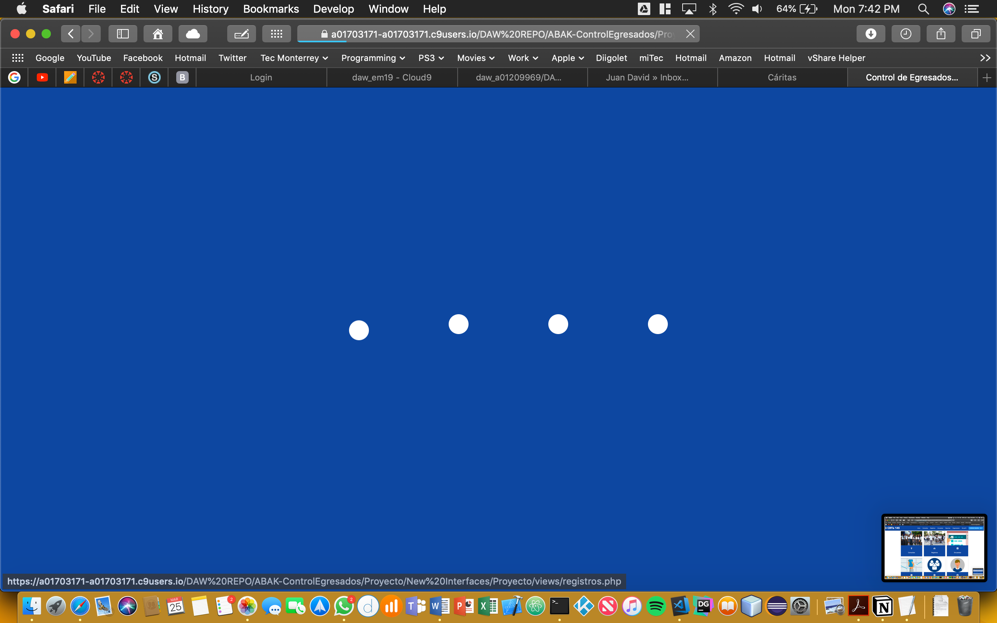 Safari File Edit View History Bookmarks Develop Window Help 64% Mon 7:42 PM
a01703171-a01703171.c9users.io/DAW%20REPO/ABAK-ControlEgresados/Pro
Google YouTube Facebook Hotmail Twitter Tec Monterrey Programming PS3 Movies Work Apple Diigolet miTec Hotmail Amazon Hotmail vShare Helper
G S B Login daw_em19 - Cloud9 daw_a01209969/DA... Juan David » Inbox... Cáritas Control de Egresados...
https://a01703171-a01703171.c9users.io/DAW%20REPO/ABAK-ControlEgresados/Proyecto/New%20Interfaces/Proyecto/views/registros.php
25